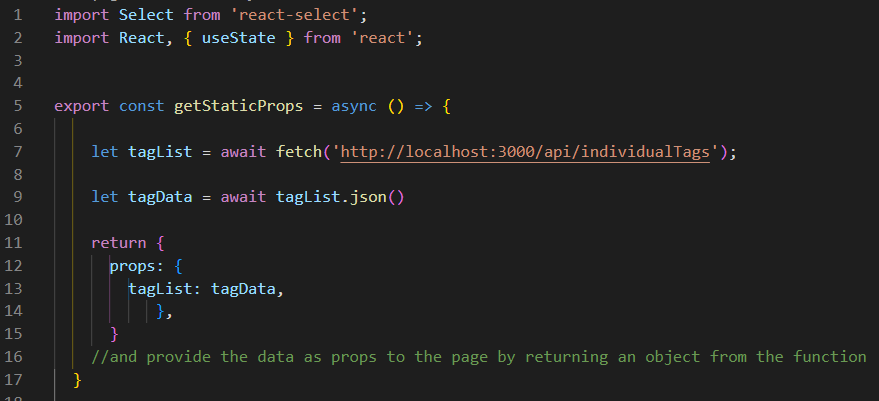 1 import Select from 'react-select';
2 import React, { useState } from 'react';
3
4
5 export const getStaticProps = async () => {
6
7 let tagList = await fetch('http://localhost:3000/api/individualTags');
8
9 let tagData = await tagList.json()
10
11 return {
12 props: {
13 tagList: tagData,
14 },
15 }
16 //and provide the data as props to the page by returning an object from the function
17 }